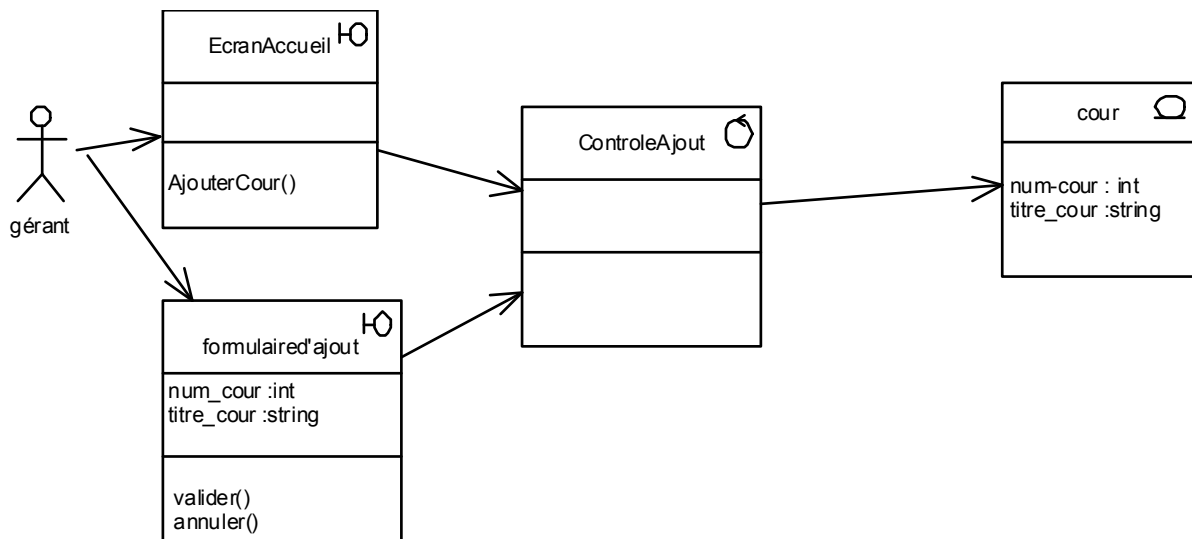 EcranAccueil
AjouterCour()
gérant
formulaired'ajout
num_cour :int
titre_cour :string
valider()
annuler()
ControleAjout
cour
num-cour : int
titre_cour :string